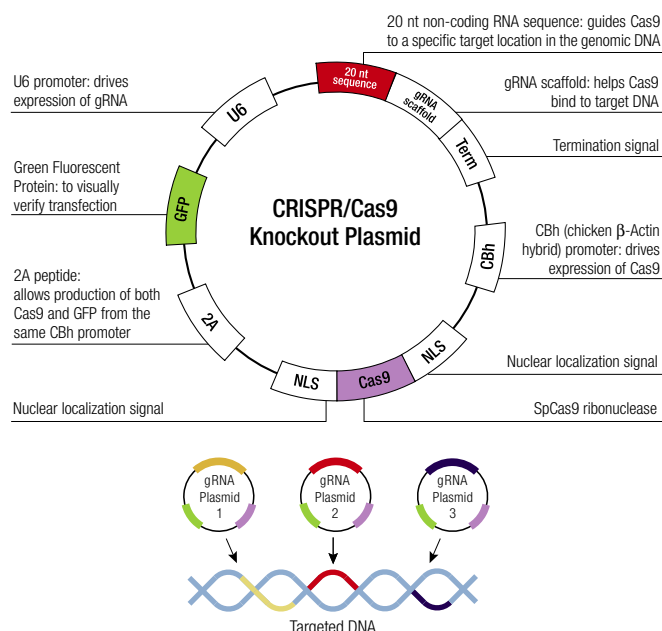 20 nt non-coding RNA sequence: guides Cas9
to a specific target location in the genomic DNA
U6 promoter: drives
expression of gRNA
gRNA scaffold: helps Cas9
bind to target DNA
Termination signal
Green Fluorescent
Protein: to visually
verify transfection
CBh (chicken β-Actin
hybrid) promoter: drives
expression of Cas9
2A peptide:
allows production of both
Cas9 and GFP from the
same CBh promoter
Nuclear localization signal
Nuclear localization signal
SpCas9 ribonuclease
CRISPR/Cas9
Knockout Plasmid
20 nt
sequence
gRNA
scaffold
Term
CBh
NLS
Cas9
NLS
2A
GFP
U6
gRNA
Plasmid
1
gRNA
Plasmid
2
gRNA
Plasmid
3
Targeted DNA